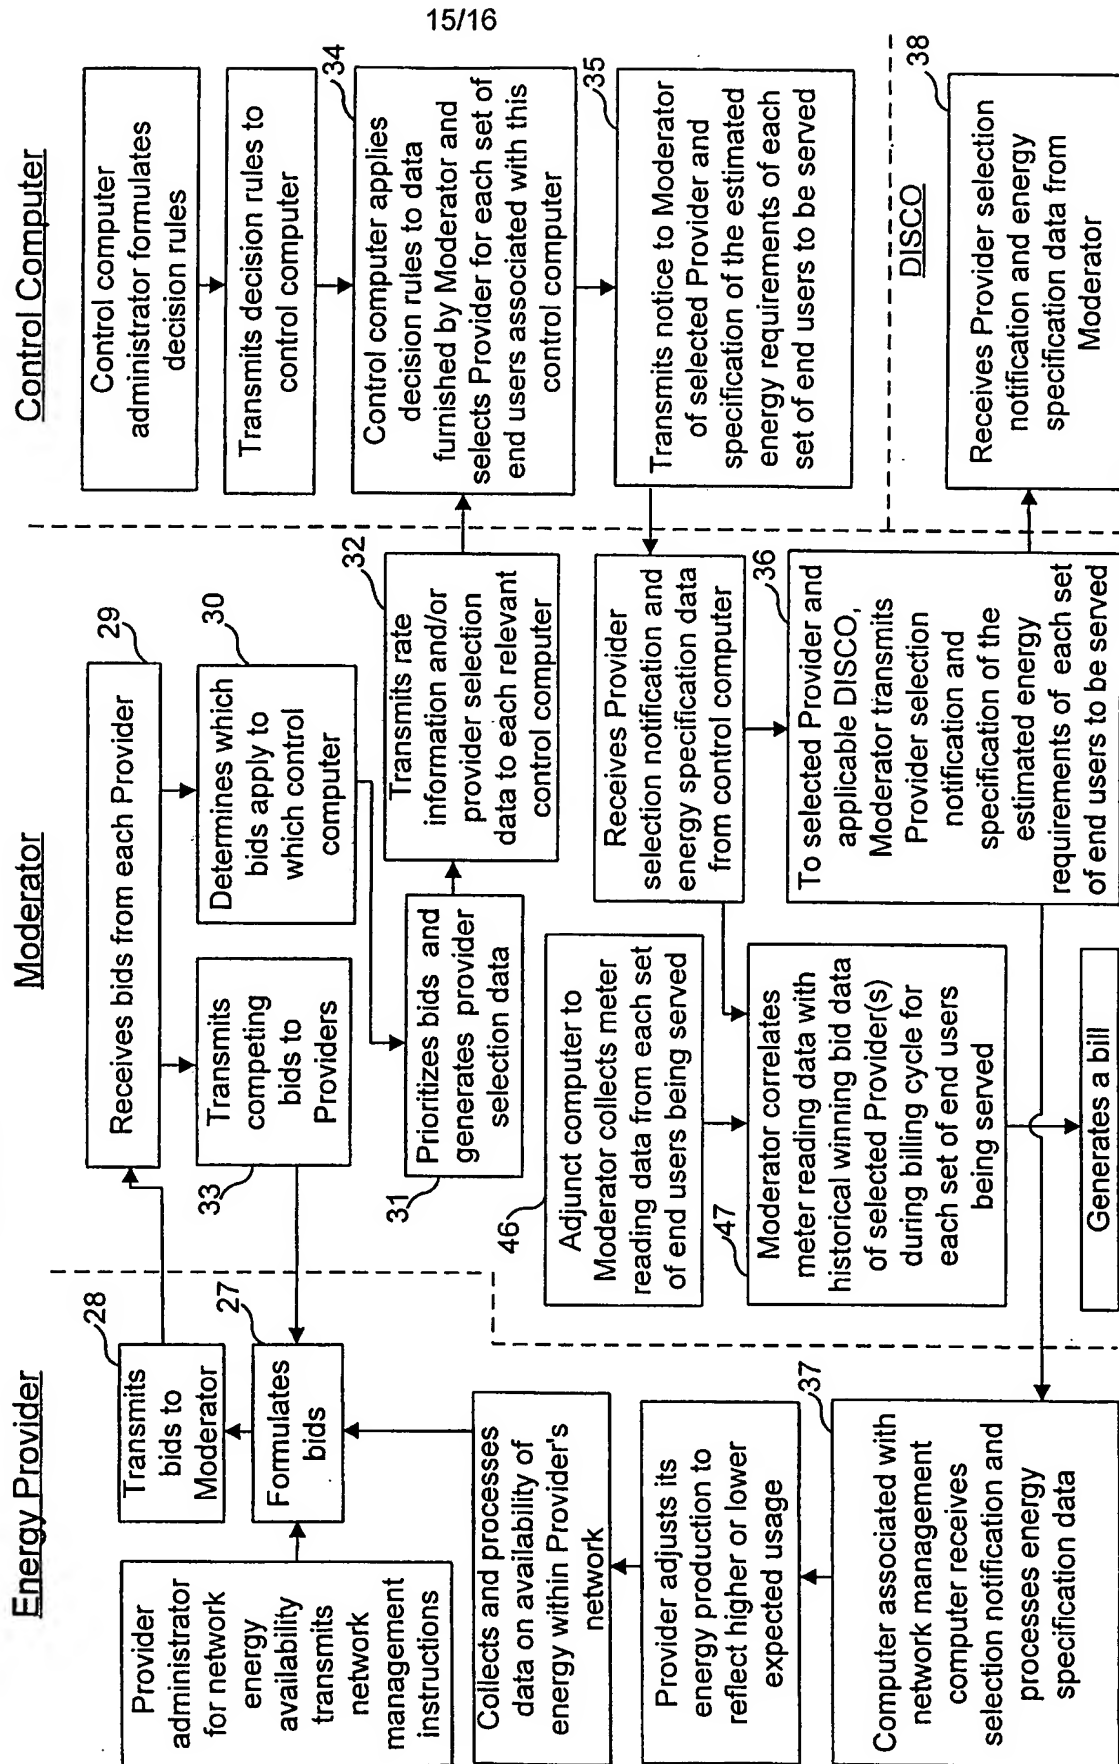 15/16
Energy Provider
Provider
administrator
for network
energy
availability
transmits
network
management
instructions
28
Transmits
bids to
Moderator
27
Formulates
bids
Collects and processes
data on availability of
energy within Provider's
network
Provider adjusts its
energy production to
reflect higher or lower
expected usage
37
Computer associated with
network management
computer receives
selection notification and
processes energy
specification data
Moderator
29
Receives bids from each Provider
33
Transmits
competing
bids to
Providers
30
Determines which
bids apply to
which control
computer
31
Prioritizes bids and
generates provider
selection data
32
Transmits rate
information and/or
provider selection
data to each relevant
control computer
46
Adjunct computer to
Moderator collects meter
reading data from each set
of end users being served
Receives Provider
selection notification and
energy specification data
from control computer
47
Moderator correlates
meter reading data with
historical winning bid data
of selected Provider(s)
during billing cycle for
each set of end users
being served
36
To selected Provider and
applicable DISCO,
Moderator transmits
Provider selection
notification and
specification of the
estimated energy
requirements of each set
of end users to be served
Generates a bill
Control Computer
Control computer
administrator formulates
decision rules
Transmits decision rules to
control computer
34
Control computer applies
decision rules to data
furnished by Moderator and
selects Provider for each set of
end users associated with this
control computer
35
Transmits notice to Moderator
of selected Provider and
specification of the estimated
energy requirements of each
set of end users to be served
DISCO
38
Receives Provider selection
notification and energy
specification data from
Moderator